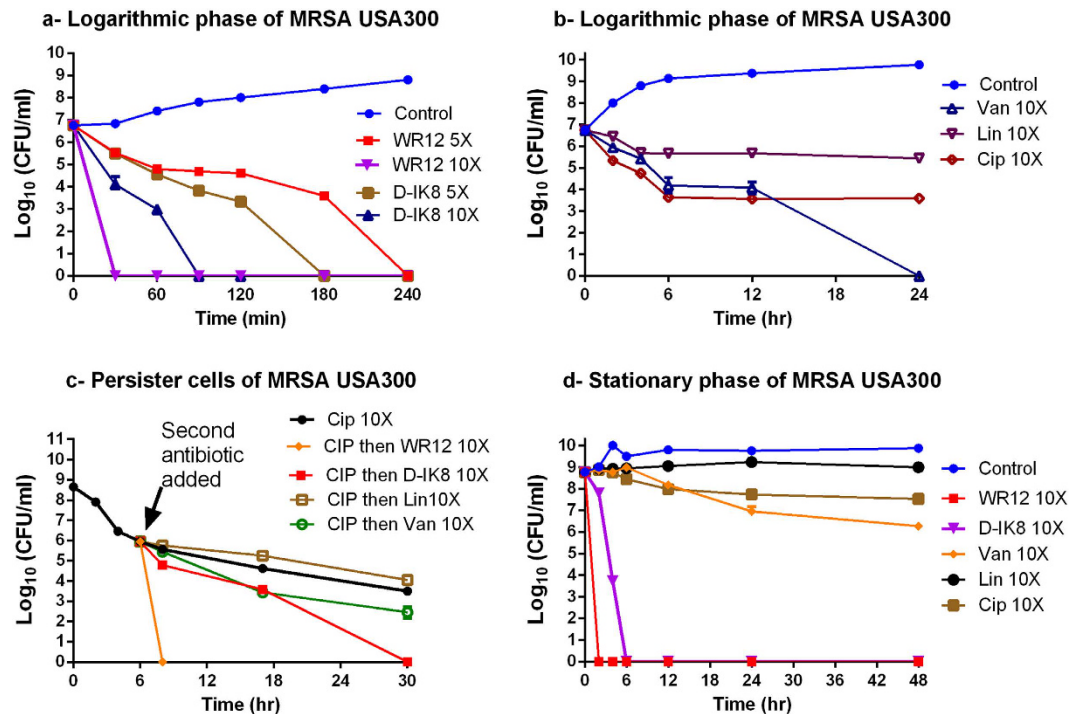 a- Logarithmic phase of MRSA USA300
Log10 (CFU/ml)
10
9
8
7
6
5
4
3
2
1
0
0 60 120 180 240
Time (min)
Control
WR12 5X
WR12 10X
D-IK8 5X
D-IK8 10X
b- Logarithmic phase of MRSA USA300
Log10 (CFU/ml)
10
9
8
7
6
5
4
3
2
1
0
0 6 12 18 24
Time (hr)
Control
Van 10X
Lin 10X
Cip 10X
c- Persister cells of MRSA USA300
Log10 (CFU/ml)
11
10
9
8
7
6
5
4
3
2
1
0
0 6 12 18 24 30
Time (hr)
Second
antibiotic
added
Cip 10X
CIP then WR12 10X
CIP then D-IK8 10X
CIP then Lin10X
CIP then Van 10X
d- Stationary phase of MRSA USA300
Log10 (CFU/ml)
10
9
8
7
6
5
4
3
2
1
0
0 6 12 18 24 30 36 42 48
Time (hr)
Control
WR12 10X
D-IK8 10X
Van 10X
Lin 10X
Cip 10X